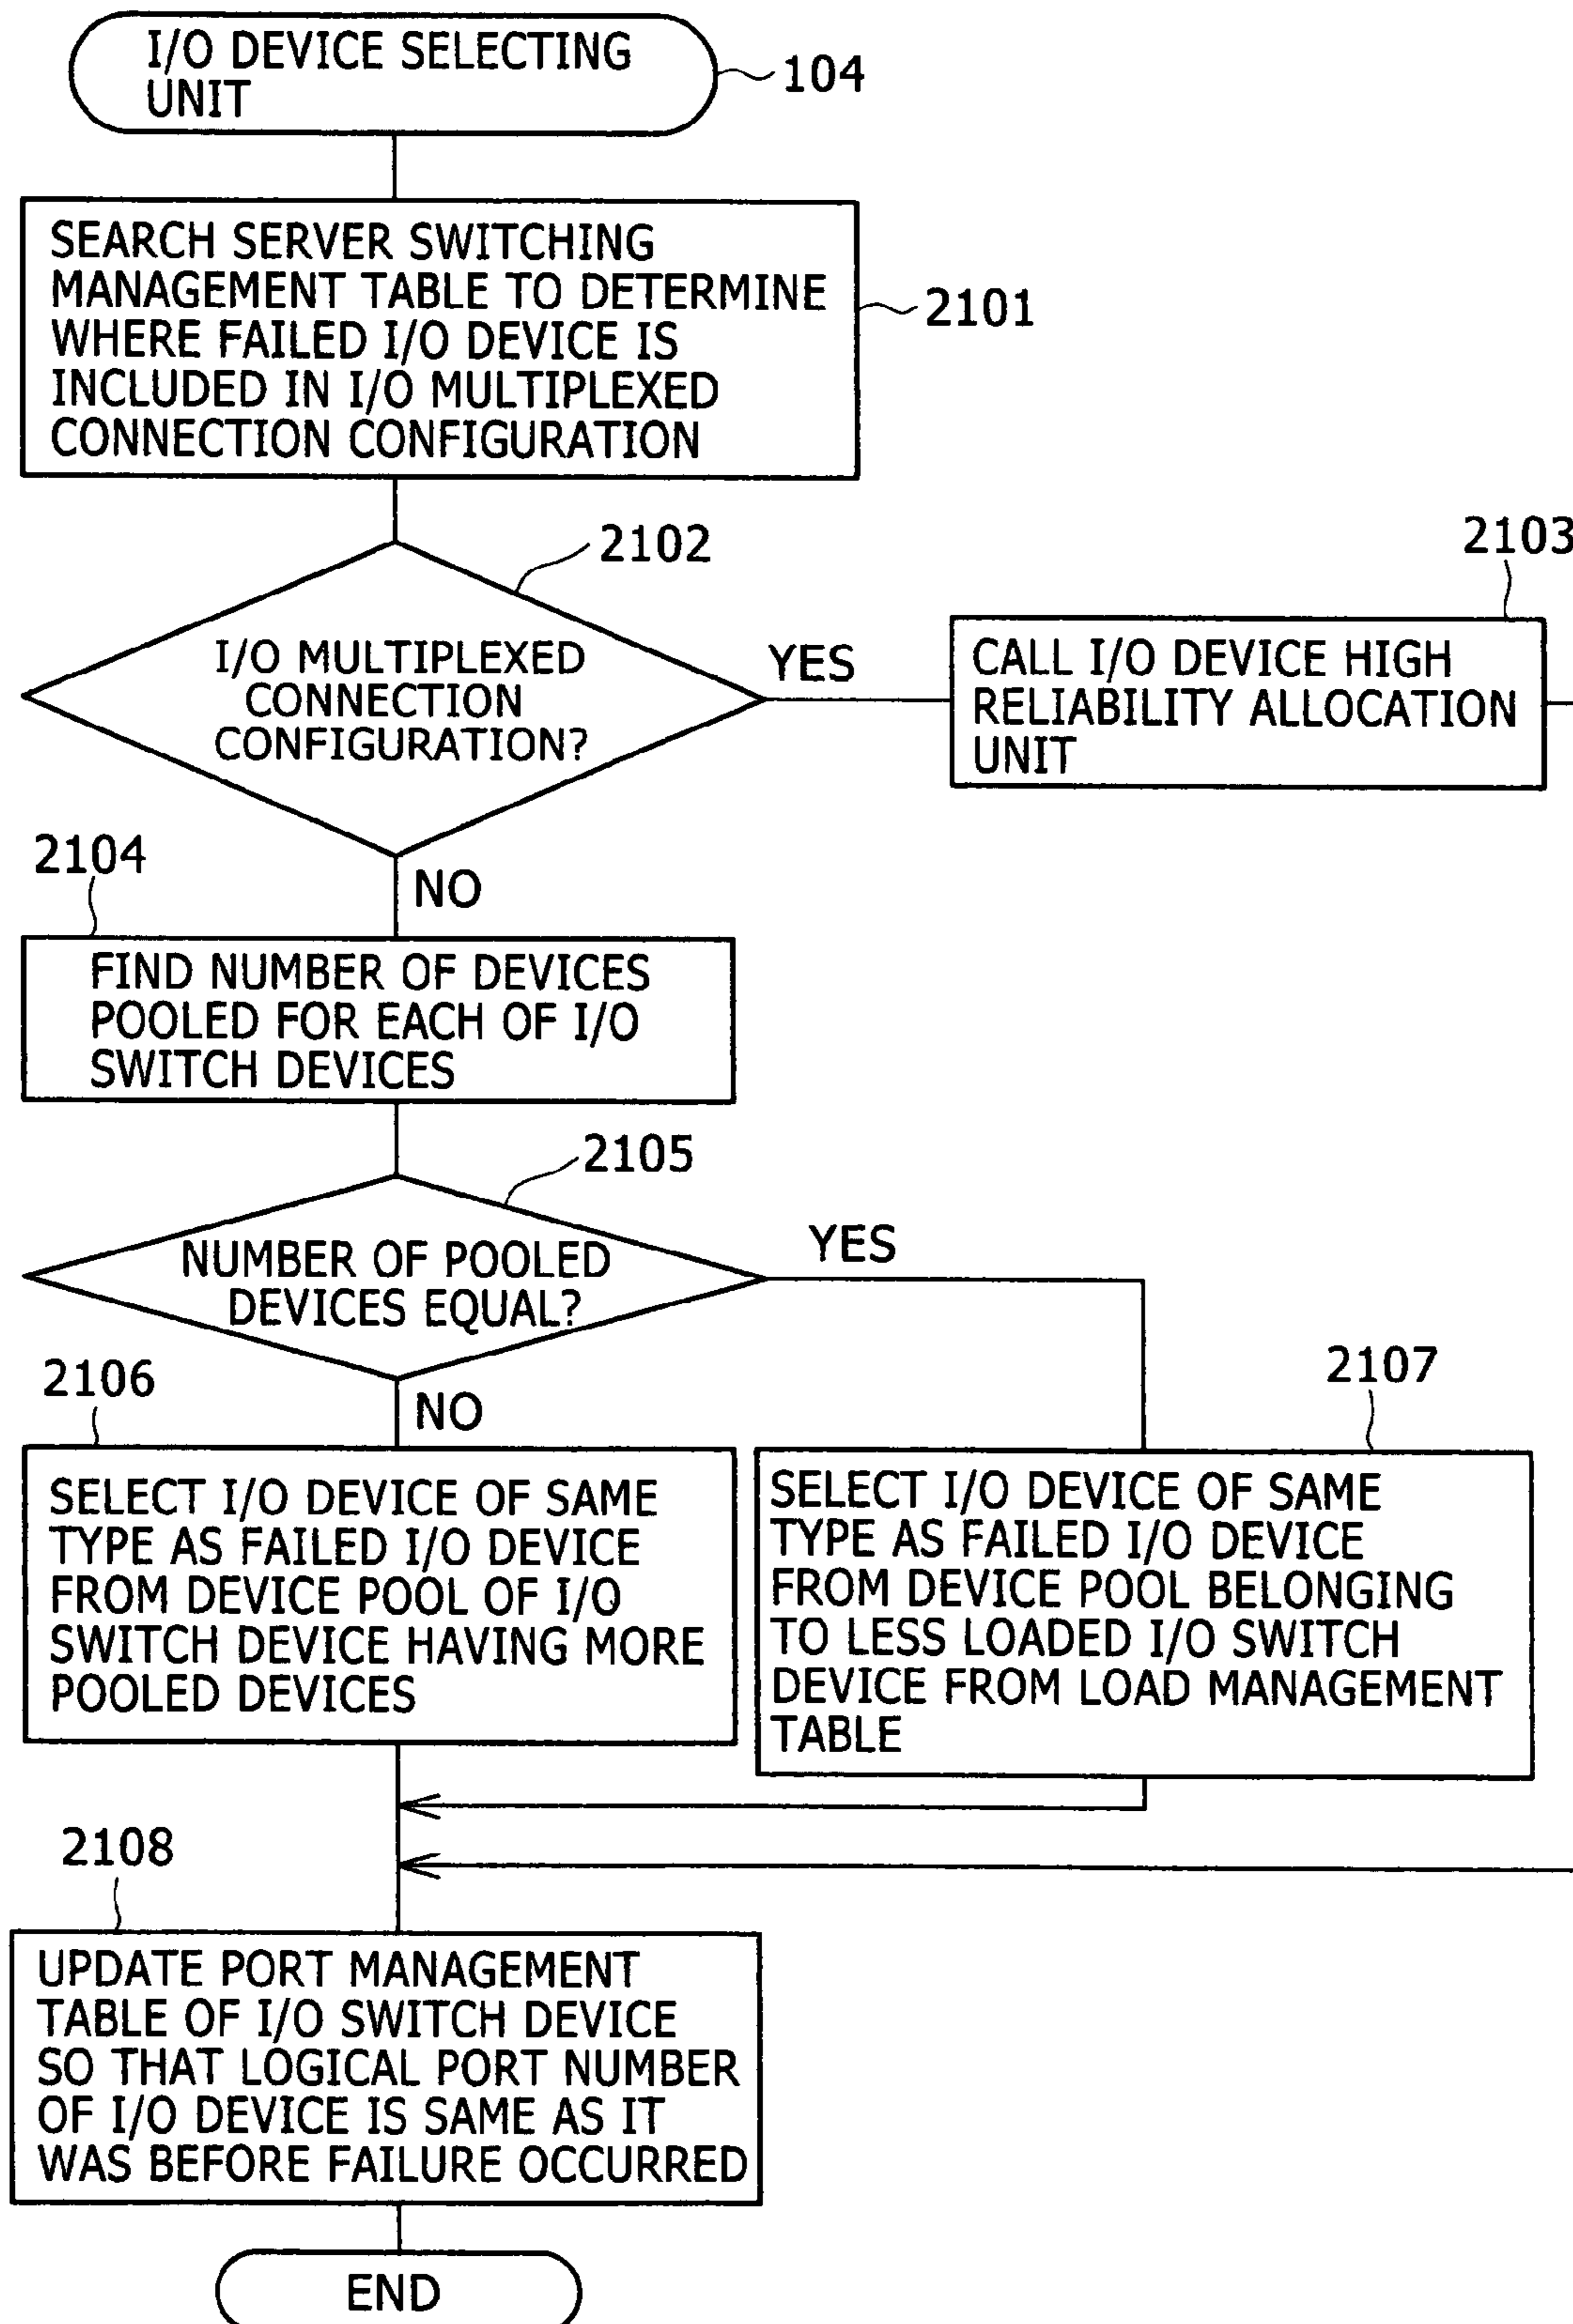 I/O DEVICE SELECTING
UNIT
104
SEARCH SERVER SWITCHING
MANAGEMENT TABLE TO DETERMINE
WHERE FAILED I/O DEVICE IS
INCLUDED IN I/O MULTIPLEXED
CONNECTION CONFIGURATION
2101
2102
2103
I/O MULTIPLEXED
CONNECTION
CONFIGURATION?
YES
CALL I/O DEVICE HIGH
RELIABILITY ALLOCATION
UNIT
2104
NO
FIND NUMBER OF DEVICES
POOLED FOR EACH OF I/O
SWITCH DEVICES
2105
NUMBER OF POOLED
DEVICES EQUAL?
YES
2106
NO
2107
SELECT I/O DEVICE OF SAME
TYPE AS FAILED I/O DEVICE
FROM DEVICE POOL OF I/O
SWITCH DEVICE HAVING MORE
POOLED DEVICES
SELECT I/O DEVICE OF SAME
TYPE AS FAILED I/O DEVICE
FROM DEVICE POOL BELONGING
TO LESS LOADED I/O SWITCH
DEVICE FROM LOAD MANAGEMENT
TABLE
2108
UPDATE PORT MANAGEMENT
TABLE OF I/O SWITCH DEVICE
SO THAT LOGICAL PORT NUMBER
OF I/O DEVICE IS SAME AS IT
WAS BEFORE FAILURE OCCURRED
END